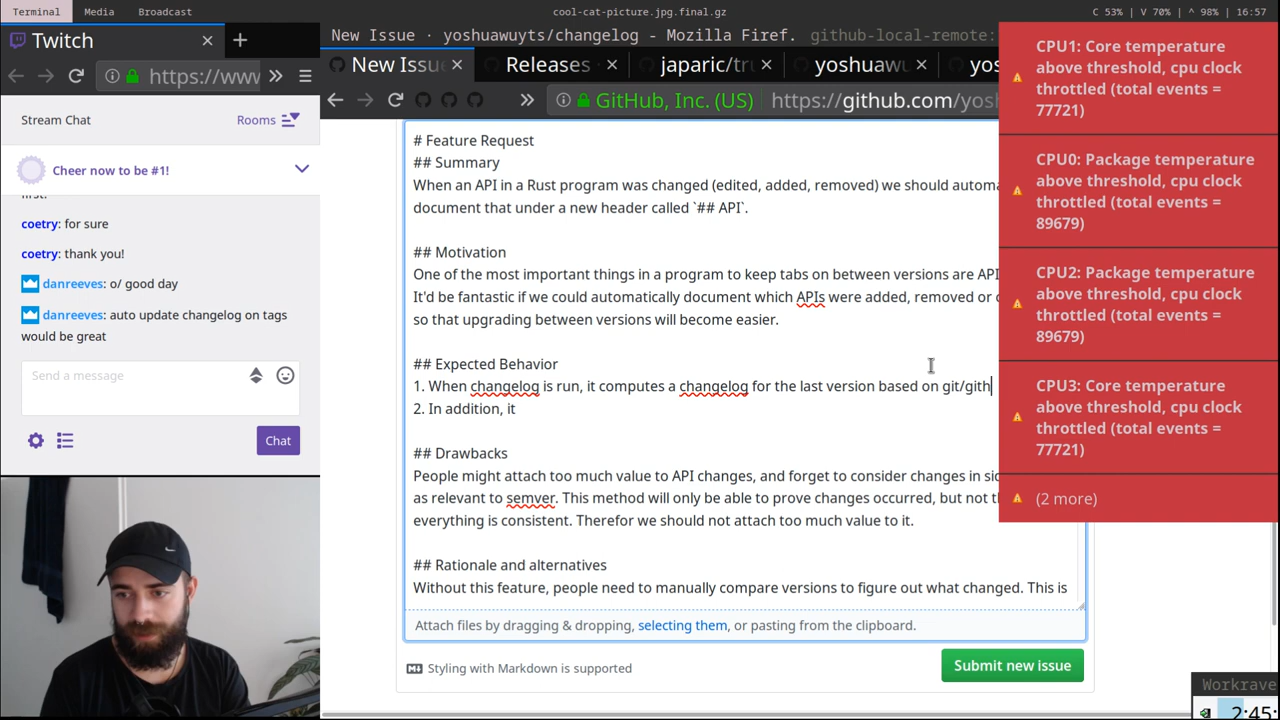 Terminal Media Broadcast
cool-cat-picture.jpg.final.gz
C 53% | V 70% | ^ 98% | 16:57
Twitch
https://www
Stream Chat
Rooms
Cheer now to be #1!
coetry: for sure
coetry: thank you!
danreeves: o/ good day
danreeves: auto update changelog on tags
would be great
Send a message
Chat
New Issue · yoshuawuyts/changelog - Mozilla Firef. github-local-remote:
New Issue
Releases ·
japaric/tru
yoshuawu
yos
GitHub, Inc. (US) https://github.com/yosh
# Feature Request
## Summary
When an API in a Rust program was changed (edited, added, removed) we should automa
document that under a new header called `## API`.
## Motivation
One of the most important things in a program to keep tabs on between versions are API
It'd be fantastic if we could automatically document which APIs were added, removed or c
so that upgrading between versions will become easier.
## Expected Behavior
1. When changelog is run, it computes a changelog for the last version based on git/gith
2. In addition, it
## Drawbacks
People might attach too much value to API changes, and forget to consider changes in sid
as relevant to semver. This method will only be able to prove changes occurred, but not th
everything is consistent. Therefor we should not attach too much value to it.
## Rationale and alternatives
Without this feature, people need to manually compare versions to figure out what changed. This is
Attach files by dragging & dropping, selecting them, or pasting from the clipboard.
Styling with Markdown is supported
Submit new issue
CPU1: Core temperature
above threshold, cpu clock
throttled (total events =
77721)
CPU0: Package temperature
above threshold, cpu clock
throttled (total events =
89679)
CPU2: Package temperature
above threshold, cpu clock
throttled (total events =
89679)
CPU3: Core temperature
above threshold, cpu clock
throttled (total events =
77721)
(2 more)
Workrave
2:45: